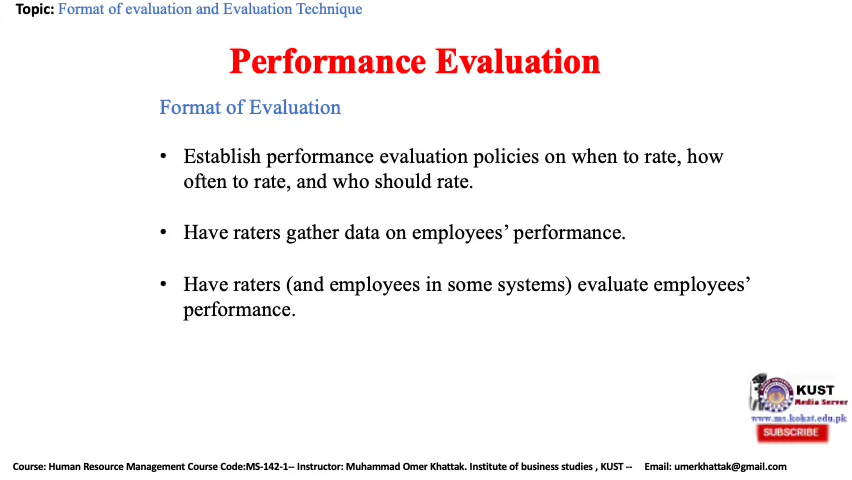 Topic: Format of evaluation and Evaluation Technique
Performance Evaluation
Format of Evaluation
• Establish performance evaluation policies on when to rate, how
often to rate, and who should rate.
• Have raters gather data on employees’ performance.
• Have raters (and employees in some systems) evaluate employees’
performance.
KUST
Media Server
www.ms.kohat.edu.pk
SUBSCRIBE
Course: Human Resource Management Course Code:MS-142-1-- Instructor: Muhammad Omer Khattak. Institute of business studies , KUST -- Email: umerkhattak@gmail.com